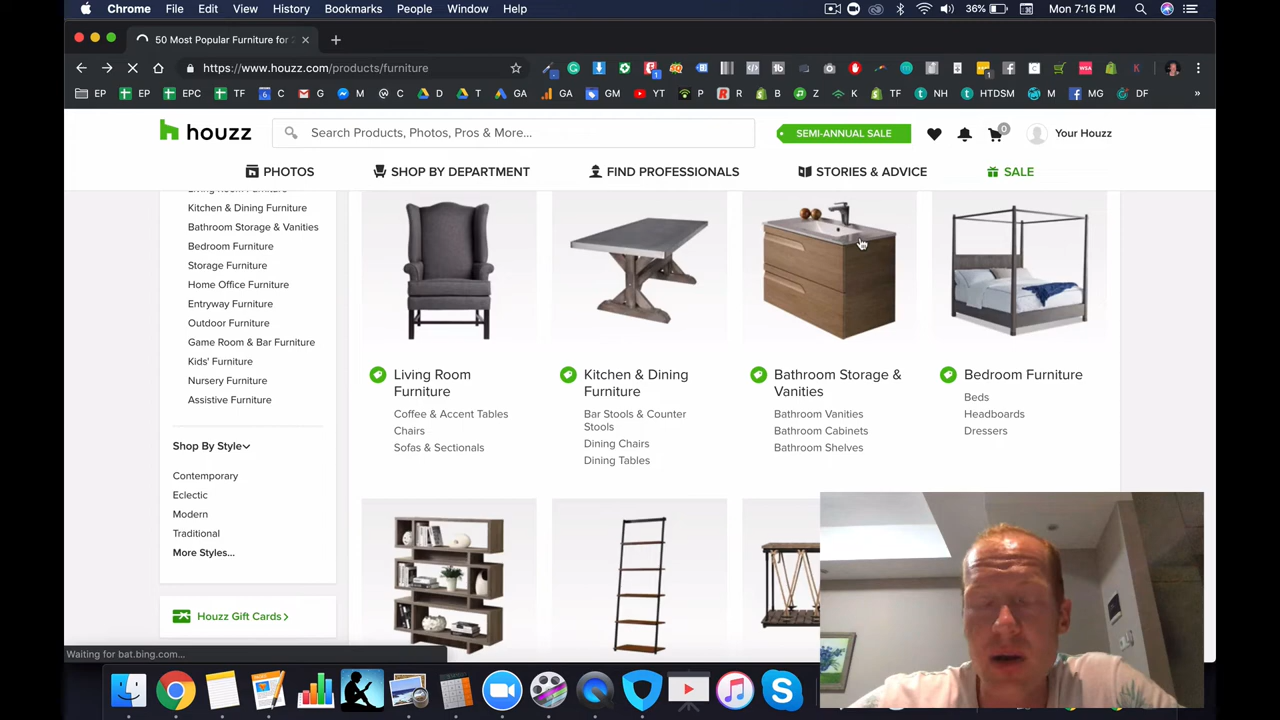 Chrome File Edit View History Bookmarks People Window Help 36% Mon 7:16 PM
50 Most Popular Furniture for
https://www.houzz.com/products/furniture
EP EP EPC TF C G M C D T GA GA GM YT P R B Z K TF NH HTDSM M MG DF »
houzz
Search Products, Photos, Pros & More...
SEMI-ANNUAL SALE
0
Your Houzz
PHOTOS SHOP BY DEPARTMENT FIND PROFESSIONALS STORIES & ADVICE SALE
Living Room Furniture
Kitchen & Dining Furniture
Bathroom Storage & Vanities
Bedroom Furniture
Storage Furniture
Home Office Furniture
Entryway Furniture
Outdoor Furniture
Game Room & Bar Furniture
Kids' Furniture
Nursery Furniture
Assistive Furniture
Shop By Style
Contemporary
Eclectic
Modern
Traditional
More Styles...
Houzz Gift Cards
Living Room
Furniture
Coffee & Accent Tables
Chairs
Sofas & Sectionals
Kitchen & Dining
Furniture
Bar Stools & Counter
Stools
Dining Chairs
Dining Tables
Bathroom Storage &
Vanities
Bathroom Vanities
Bathroom Cabinets
Bathroom Shelves
Bedroom Furniture
Beds
Headboards
Dressers
Waiting for bat.bing.com...